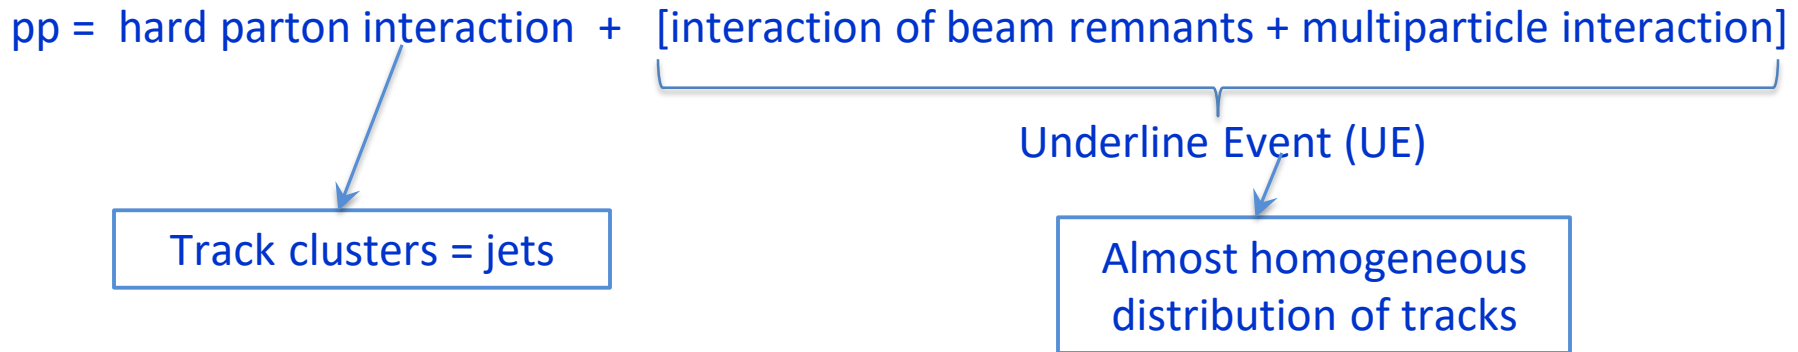 pp = hard parton interaction + [interaction of beam remnants + multiparticle interaction]
Underline Event (UE)
Track clusters = jets
Almost homogeneous
distribution of tracks